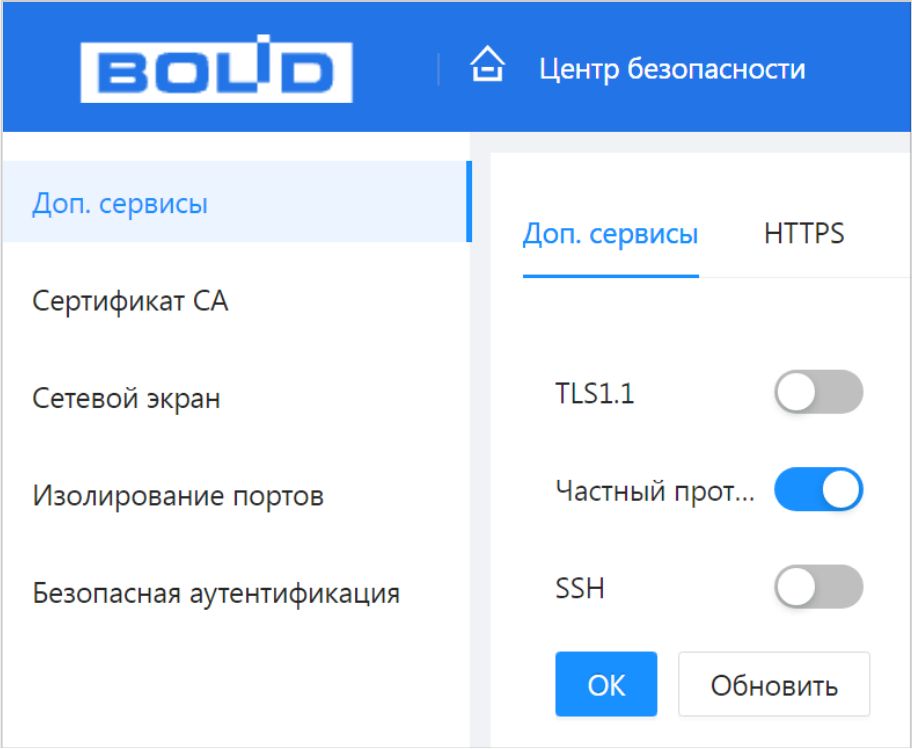 BOLID
Центр безопасности
Доп. сервисы
Сертификат CA
Сетевой экран
Изолирование портов
Безопасная аутентификация
Доп. сервисы HTTPS
TLS1.1
Частный прот...
SSH
ОК Обновить